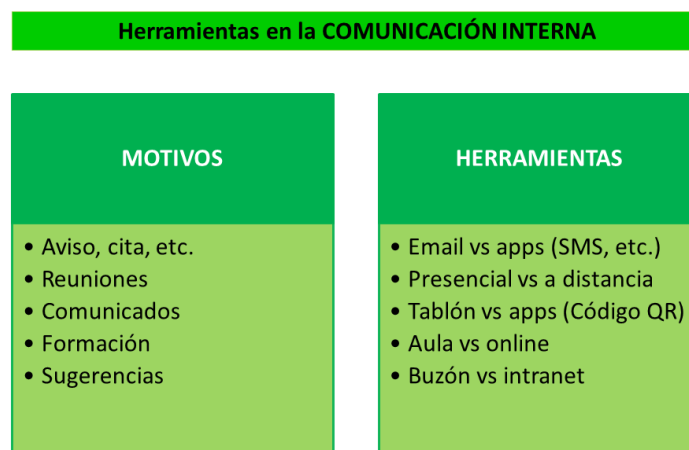 Herramientas en la COMUNICACIÓN INTERNA
MOTIVOS
• Aviso, cita, etc.
• Reuniones
• Comunicados
• Formación
• Sugerencias
HERRAMIENTAS
• Email vs apps (SMS, etc.)
• Presencial vs a distancia
• Tablón vs apps (Código QR)
• Aula vs online
• Buzón vs intranet